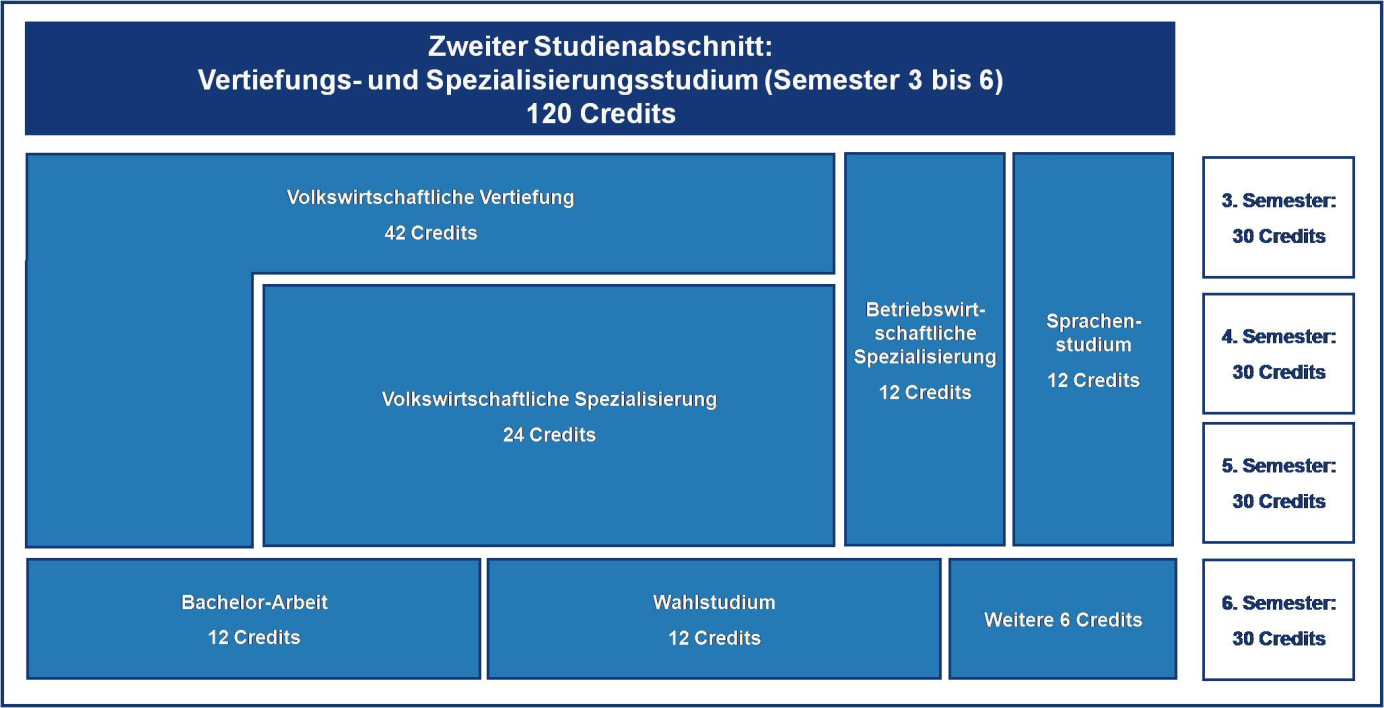 Zweiter Studienabschnitt:
Vertiefungs- und Spezialisierungsstudium (Semester 3 bis 6)
120 Credits
Volkswirtschaftliche Vertiefung
42 Credits
Volkswirtschaftliche Spezialisierung
24 Credits
Betriebswirt-
schaftliche
Spezialisierung
12 Credits
Sprachen-
studium
12 Credits
3. Semester:
30 Credits
4. Semester:
30 Credits
5. Semester:
30 Credits
Bachelor-Arbeit
12 Credits
Wahlstudium
12 Credits
Weitere 6 Credits
6. Semester:
30 Credits